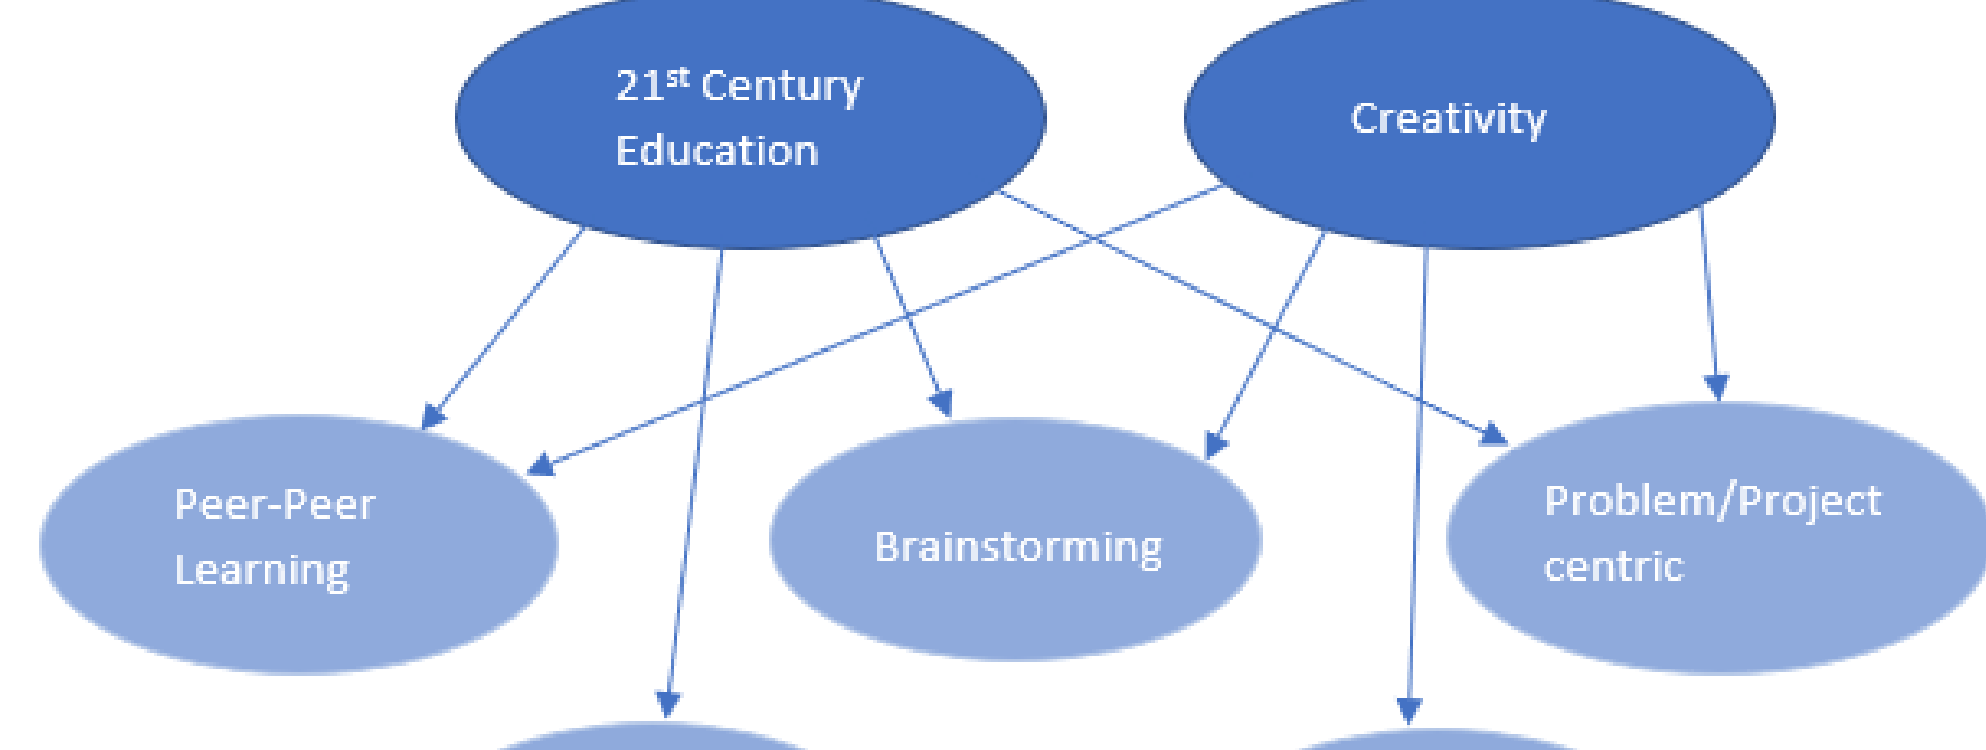 21st Century
Education
Creativity
Peer-Peer
Learning
Brainstorming
Problem/Project
centric